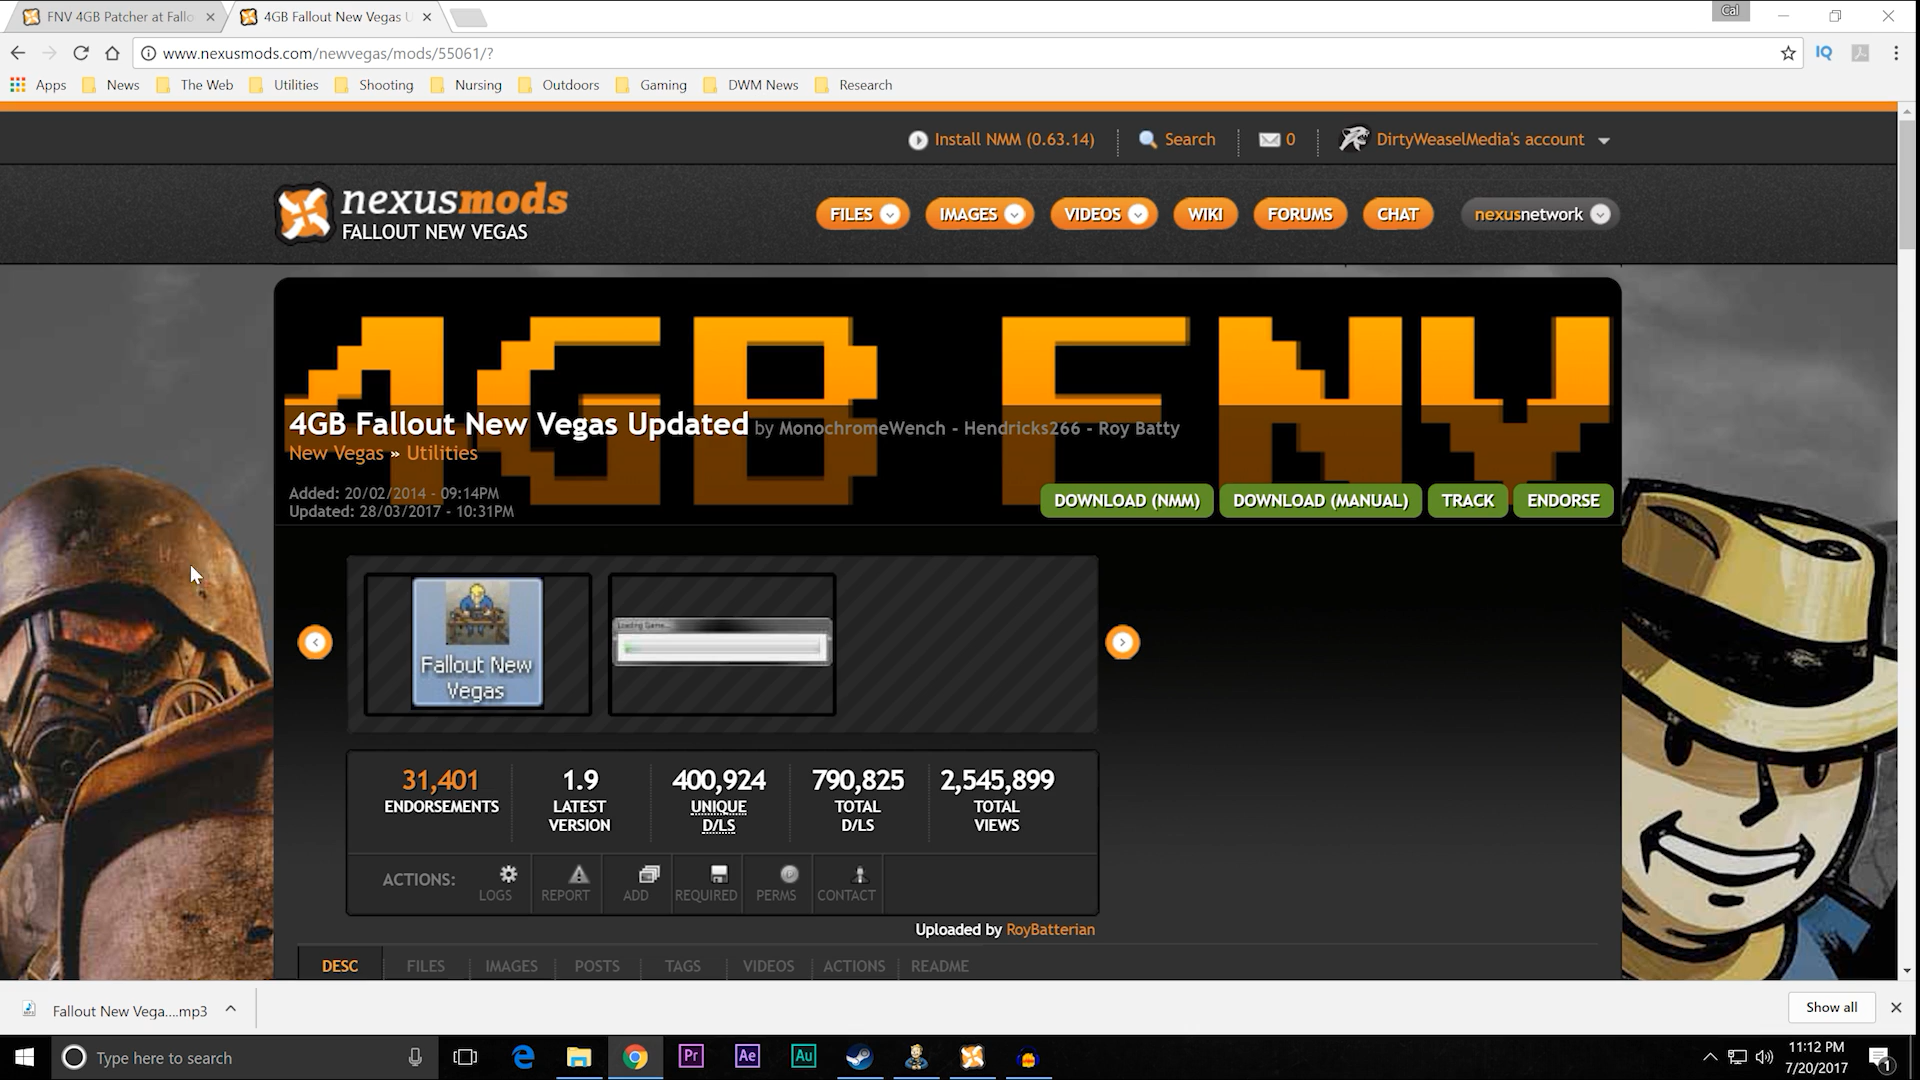 FNV 4GB Patcher at Fallo
4GB Fallout New Vegas U
Cal
www.nexusmods.com/newvegas/mods/55061/?
IQ
Apps
News
The Web
Utilities
Shooting
Nursing
Outdoors
Gaming
DWM News
Research
Install NMM (0.63.14)
Search
0
DirtyWeaselMedia's account
nexusmods
FALLOUT NEW VEGAS
FILES
IMAGES
VIDEOS
WIKI
FORUMS
CHAT
nexusnetwork
4GB FNV
4GB Fallout New Vegas Updated by MonochromeWench - Hendricks266 - Roy Batty
New Vegas » Utilities
Added: 20/02/2014 - 09:14PM
Updated: 28/03/2017 - 10:31PM
DOWNLOAD (NMM)
DOWNLOAD (MANUAL)
TRACK
ENDORSE
Fallout New
Vegas
Loading Game...
31,401
ENDORSEMENTS
1.9
LATEST
VERSION
400,924
UNIQUE
D/LS
790,825
TOTAL
D/LS
2,545,899
TOTAL
VIEWS
ACTIONS:
LOGS
REPORT
ADD
REQUIRED
PERMS
CONTACT
Uploaded by RoyBatterian
DESC
FILES
IMAGES
POSTS
TAGS
VIDEOS
ACTIONS
README
Fallout New Vega....mp3
Show all
Type here to search
Pr
Ae
Au
11:12 PM
7/20/2017
1